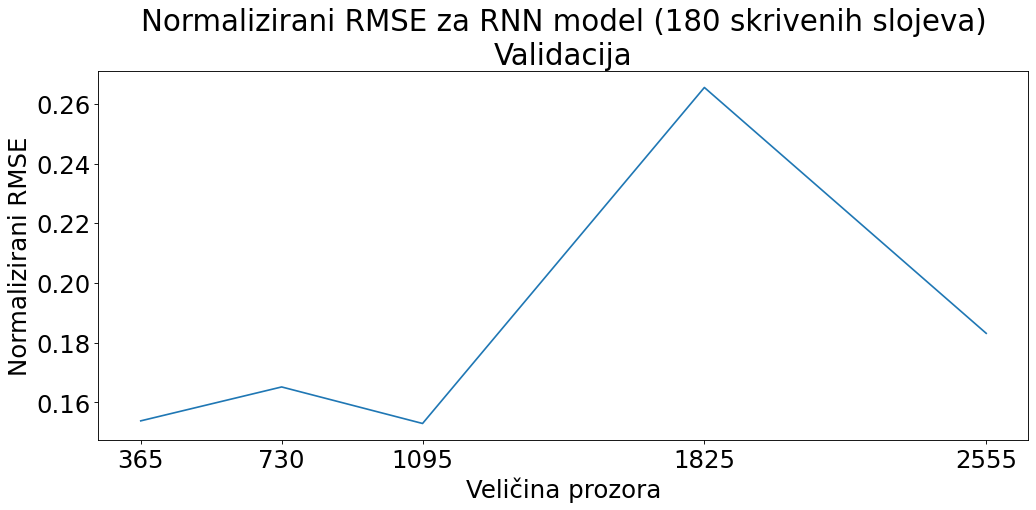 Normalizirani RMSE za RNN model (180 skrivenih slojeva)
Validacija
Normalizirani RMSE
0.26
0.24
0.22
0.20
0.18
0.16
365 730 1095 1825 2555
Veličina prozora